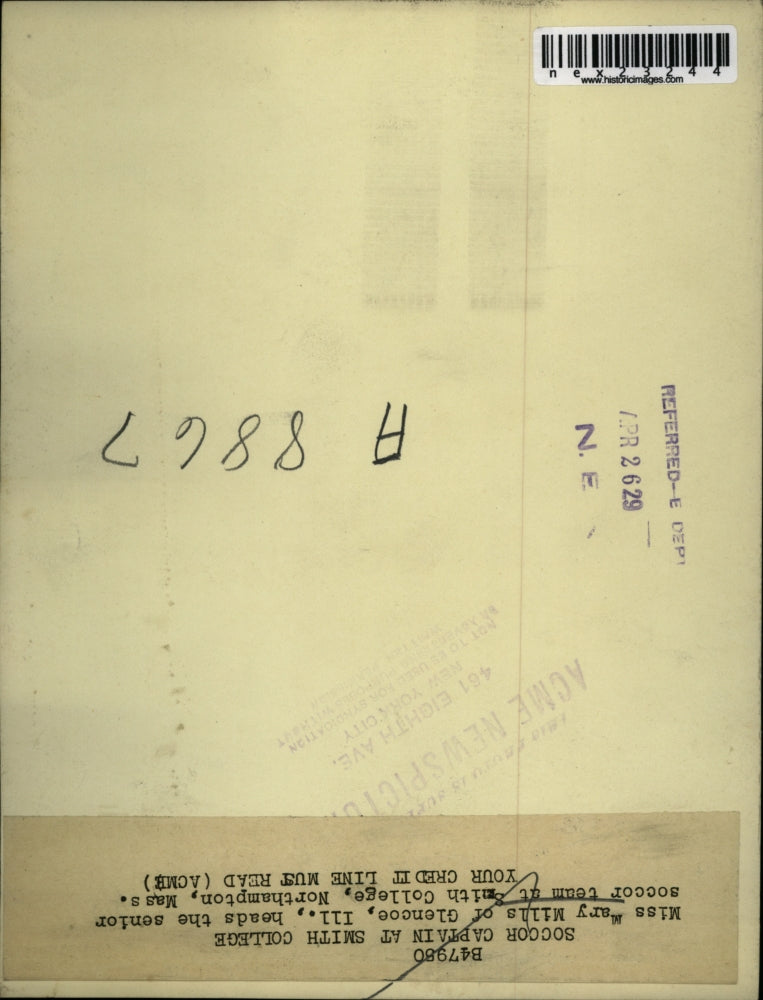 nex23244
www.historicimages.com
REFERRED—E DEPT
APR 26 29
N. E
A 8867
ACME NEWSPICTU
461 EIGHTH AVE.
NEW YORK CITY
B47980
SOCCOR CAPTAIN AT SMITH COLLEGE
Miss Mary Mills of Glencoe, Ill., heads the senior
soccor team at Smith College, Northampton, Mass.
YOUR CREDIT LINE MUST READ (ACME)